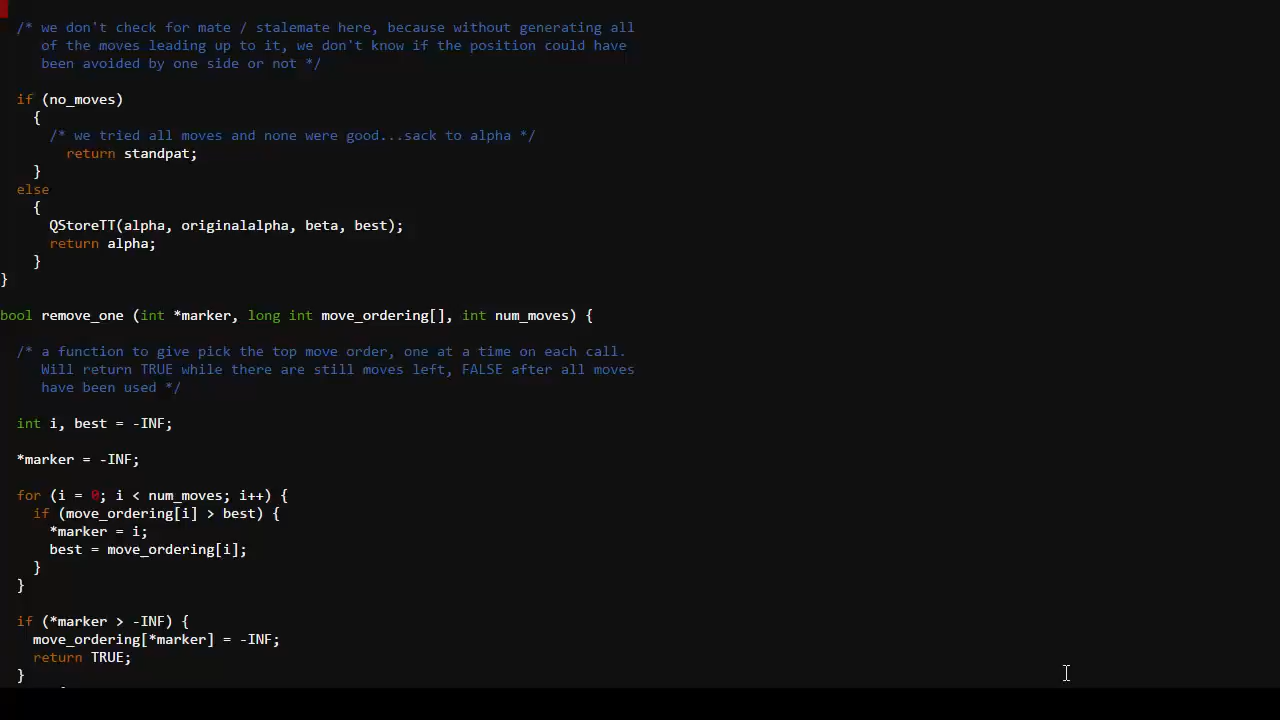 /* we don't check for mate / stalemate here, because without generating all
of the moves leading up to it, we don't know if the position could have
been avoided by one side or not */
if (no_moves)
{
/* we tried all moves and none were good...sack to alpha */
return standpat;
}
else
{
QStoreTT(alpha, originalalpha, beta, best);
return alpha;
}
}
bool remove_one (int *marker, long int move_ordering[], int num_moves) {
/* a function to give pick the top move order, one at a time on each call.
Will return TRUE while there are still moves left, FALSE after all moves
have been used */
int i, best = -INF;
*marker = -INF;
for (i = 0; i < num_moves; i++) {
if (move_ordering[i] > best) {
*marker = i;
best = move_ordering[i];
}
}
if (*marker > -INF) {
move_ordering[*marker] = -INF;
return TRUE;
}